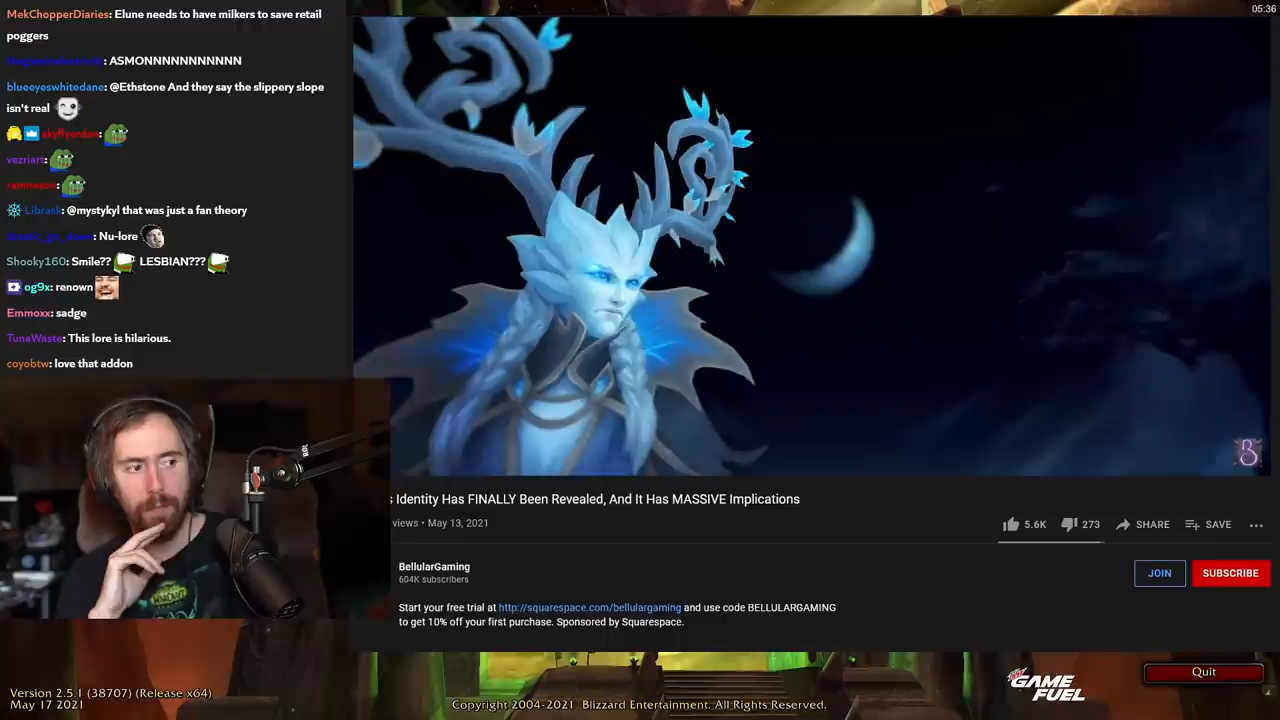 MekChopperDiaries: Elune needs to have milkers to save retail
poggers
: ASMONNNNNNNNNNN
blueeyeswhitedane: @Ethstone And they say the slippery slope
isn't real
skyffyordan:
vezriart:
Librask: @mystykyl that was just a fan theory
: Nu-lore
Shooky160: Smile?? LESBIAN???
og9x: renown
Emmoxx: sadge
TunaWaste: This lore is hilarious.
coyobtw: love that addon
05:36
B
s Identity Has FINALLY Been Revealed, And It Has MASSIVE Implications
views • May 13, 2021
5.6K 273 SHARE SAVE
BellularGaming
604K subscribers
JOIN SUBSCRIBE
Start your free trial at http://squarespace.com/bellulargaming and use code BELLULARGAMING
to get 10% off your first purchase. Sponsored by Squarespace.
Version 2.5.1 (38707) (Release x64)
May 17 2021
Copyright 2004-2021 Blizzard Entertainment. All Rights Reserved.
GAME
FUEL
Quit